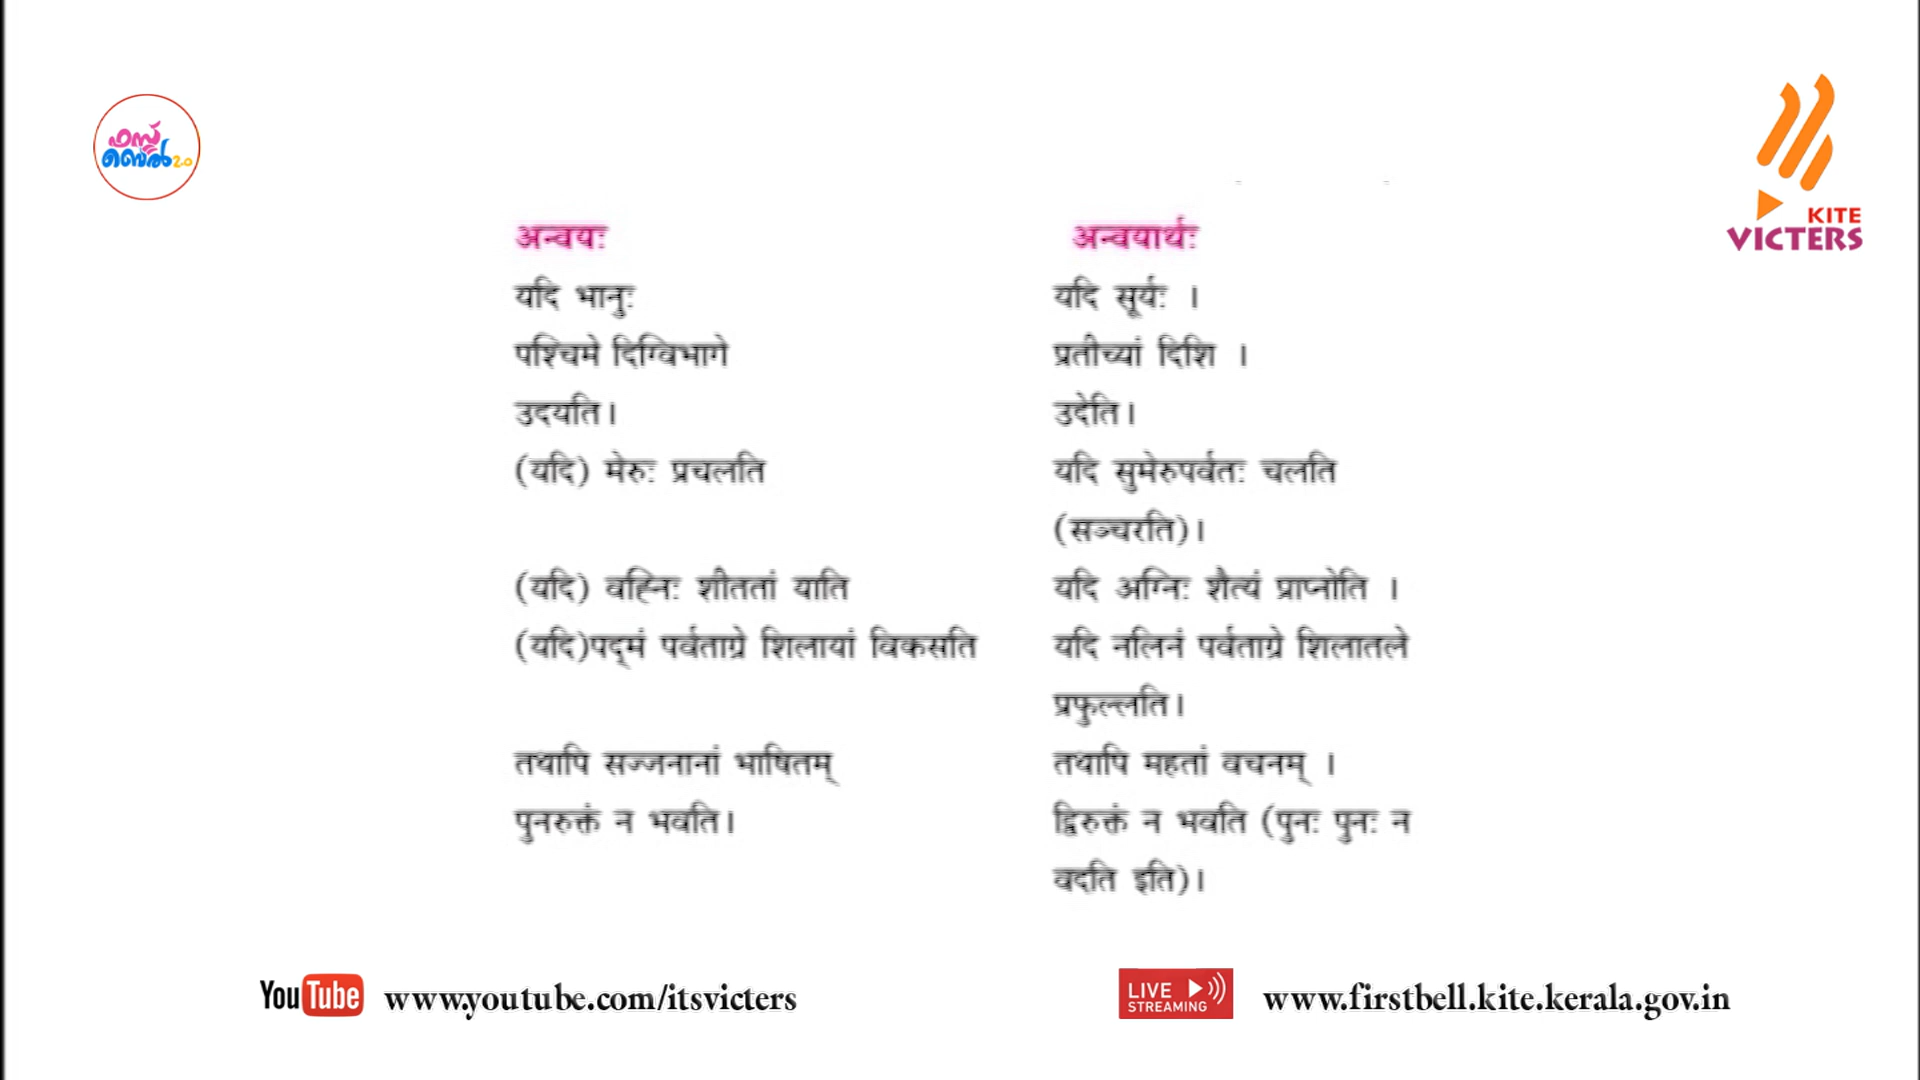 ഫസ്റ്റ്
ബെൽ 2.0
KITE
VICTERS
अन्वयः
यदि भानुः
पश्चिमे दिग्विभागे
उदयति।
(यदि) मेरुः प्रचलति
(यदि) वह्निः शीततां याति
(यदि)पद्मं पर्वताग्रे शिलायां विकसति
तथापि सज्जनानां भाषितम्
पुनरुक्तं न भवति।
अन्वयार्थः
यदि सूर्यः ।
प्रतीच्यां दिशि ।
उदेति।
यदि सुमेरुपर्वतः चलति
(सञ्चरति)।
यदि अग्निः शैत्यं प्राप्नोति ।
यदि नलिनं पर्वताग्रे शिलातले
प्रफुल्लति।
तथापि महतां वचनम् ।
द्विरुक्तं न भवति (पुनः पुनः न
वदति इति)।
YouTube www.youtube.com/itsvicters
LIVE
STREAMING
www.firstbell.kite.kerala.gov.in